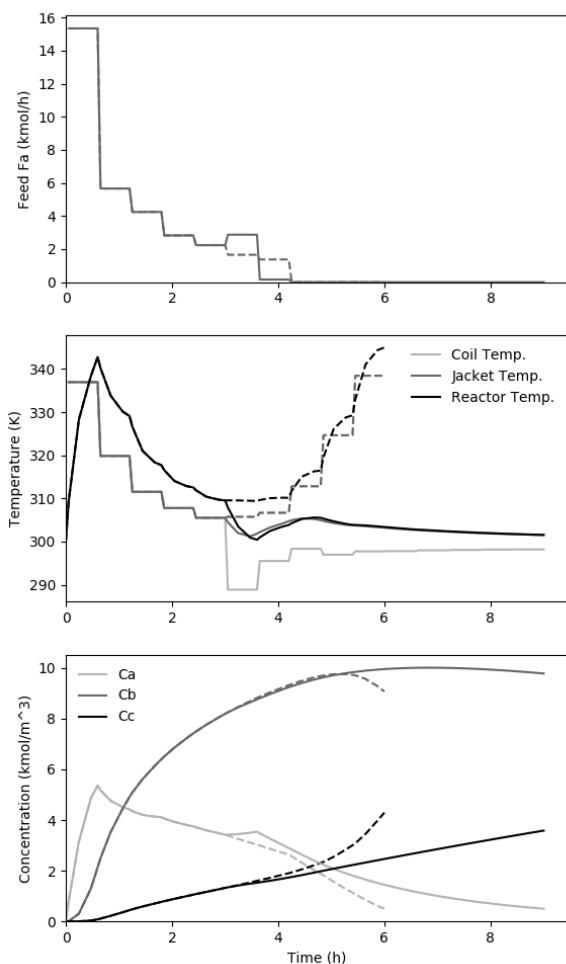 16
14
12
10
8
6
4
2
0
Feed Fa (kmol/h)
0 2 4 6 8
340
330
320
310
300
290
Temperature (K)
Coil Temp.
Jacket Temp.
Reactor Temp.
0 2 4 6 8
10
8
6
4
2
0
Concentration (kmol/m^3)
Ca
Cb
Cc
0 2 4 6 8
Time (h)